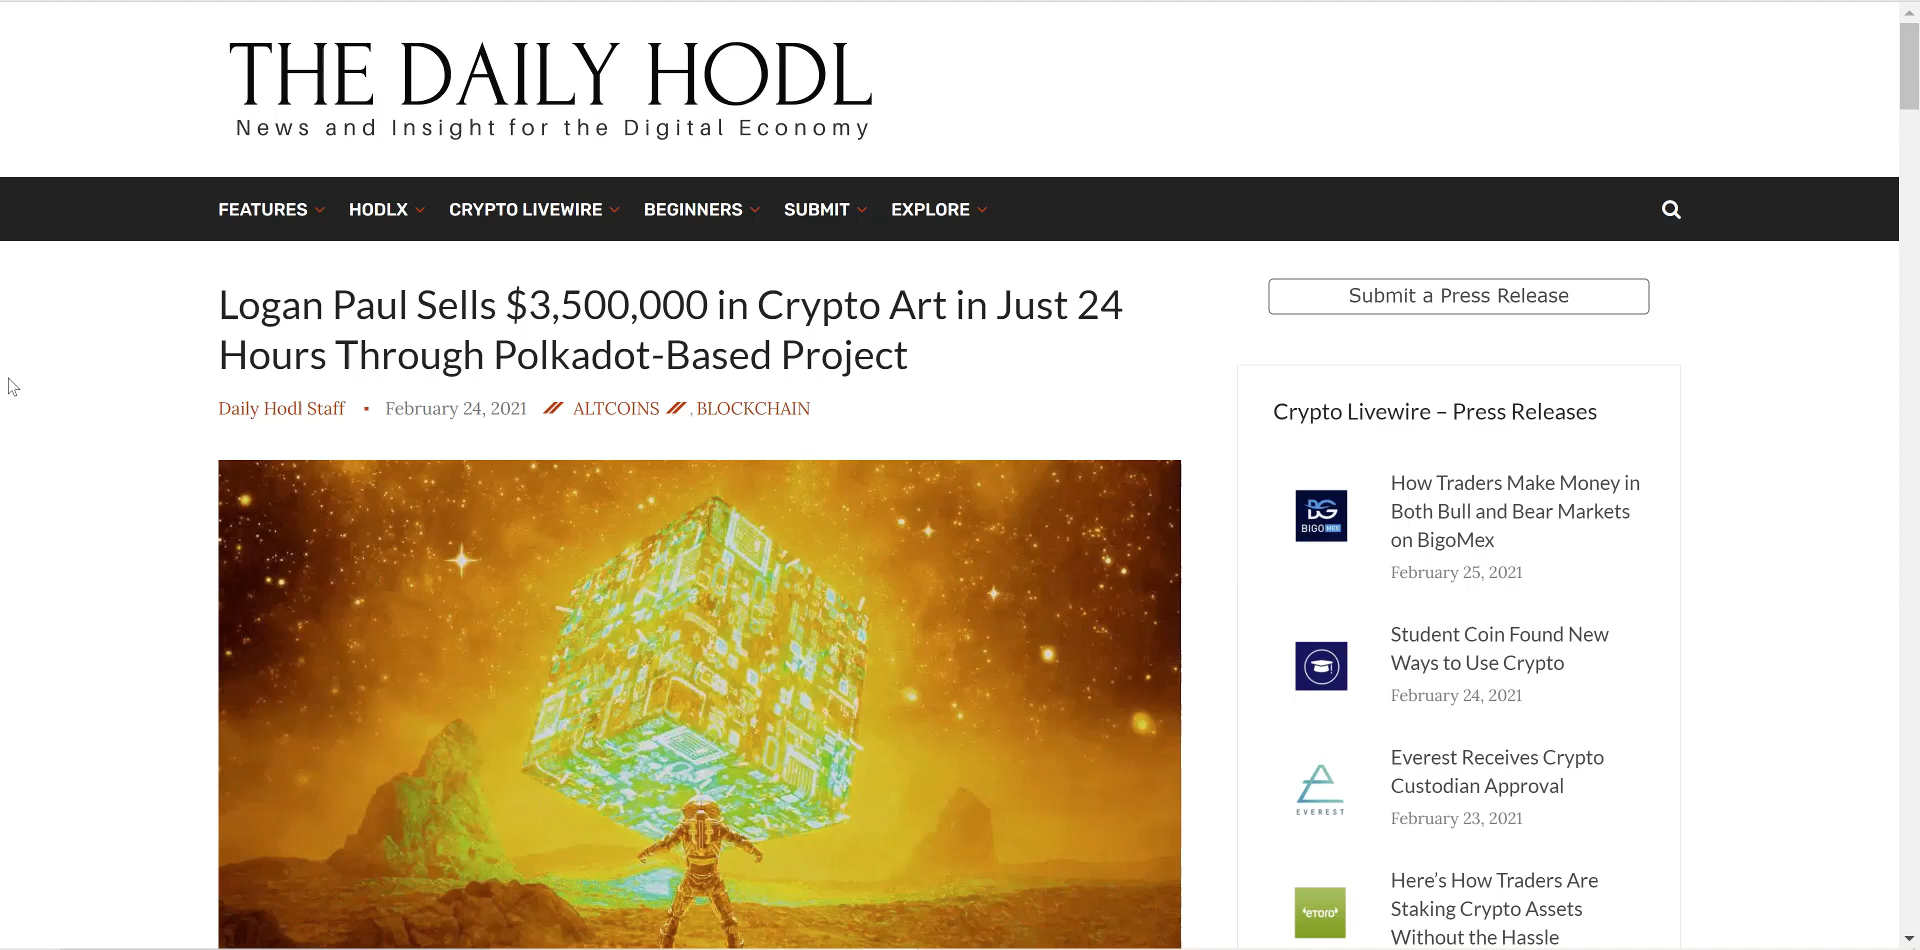 THE DAILY HODL
News and Insight for the Digital Economy
FEATURES HODLX CRYPTO LIVEWIRE BEGINNERS SUBMIT EXPLORE
Logan Paul Sells $3,500,000 in Crypto Art in Just 24
Hours Through Polkadot-Based Project
Daily Hodl Staff ▪ February 24, 2021 // ALTCOINS // , BLOCKCHAIN
Submit a Press Release
Crypto Livewire – Press Releases
BG
BIGOMEX
How Traders Make Money in
Both Bull and Bear Markets
on BigoMex
February 25, 2021
Student Coin Found New
Ways to Use Crypto
February 24, 2021
EVEREST
Everest Receives Crypto
Custodian Approval
February 23, 2021
eToro
Here’s How Traders Are
Staking Crypto Assets
Without the Hassle